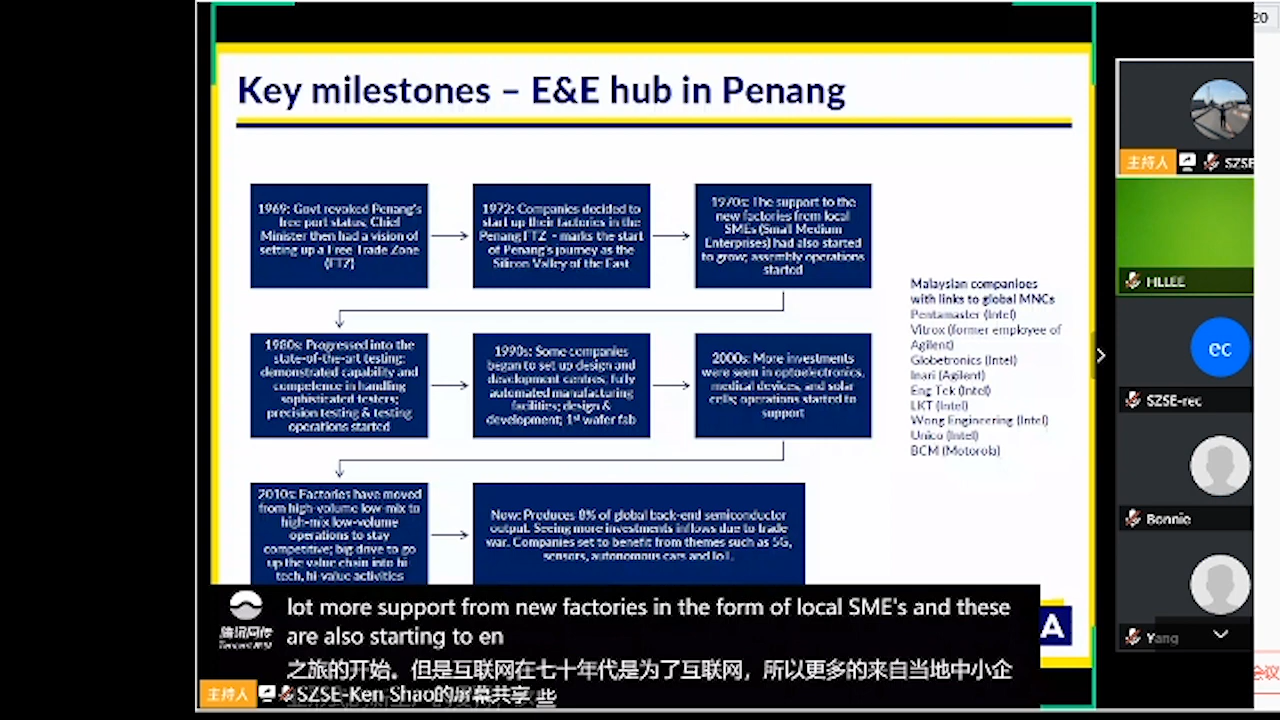 Key milestones – E&E hub in Penang
1969: Govt revoked Penang's
free port status; Chief
Minister then had a vision of
setting up a Free Trade Zone
(FTZ)
1972: Companies decided to
start up their factories in the
Penang FTZ - marks the start
of Penang's journey as the
Silicon Valley of the East
1970s: The support to the
new factories from local
SMEs (Small Medium
Enterprises) had also started
to grow; assembly operations
started
1980s: Progressed into the
state-of-the-art testing;
demonstrated capability and
competence in handling
sophisticated testers;
precision testing & testing
operations started
1990s: Some companies
began to set up design and
development centres, fully
automated manufacturing
facilities; design &
development; 1st wafer fab
2000s: More investments
were seen in optoelectronics,
medical devices, and solar
cells; operations started to
support
2010s: Factories have moved
from high-volume low-mix to
high-mix low-volume
operations to stay
competitive; big drive to go
up the value chain into hi
tech, hi-value activities
Now: Produces 8% of global back-end semiconductor
output. Seeing more investments inflows due to trade
war. Companies set to benefit from themes such as 5G,
sensors, autonomous cars and IoT.
Malaysian companioes
with links to global MNCs
Pentamaster (Intel)
Vitrox (former employee of
Agilent)
Globetronics (Intel)
Inari (Agilent)
Eng Tek (Intel)
LKT (Intel)
Wong Engineering (Intel)
Unico (Intel)
BCM (Motorola)
A
lot more support from new factories in the form of local SME's and these
are also starting to en
之旅的开始。但是互联网在七十年代是为了互联网，所以更多的来自当地中小企
主持人 SZSE-Ken Shao的屏幕共享
主持人 SZSE
HLLEE
ec
SZSE-rec
Bonnie
Yang
20
会议